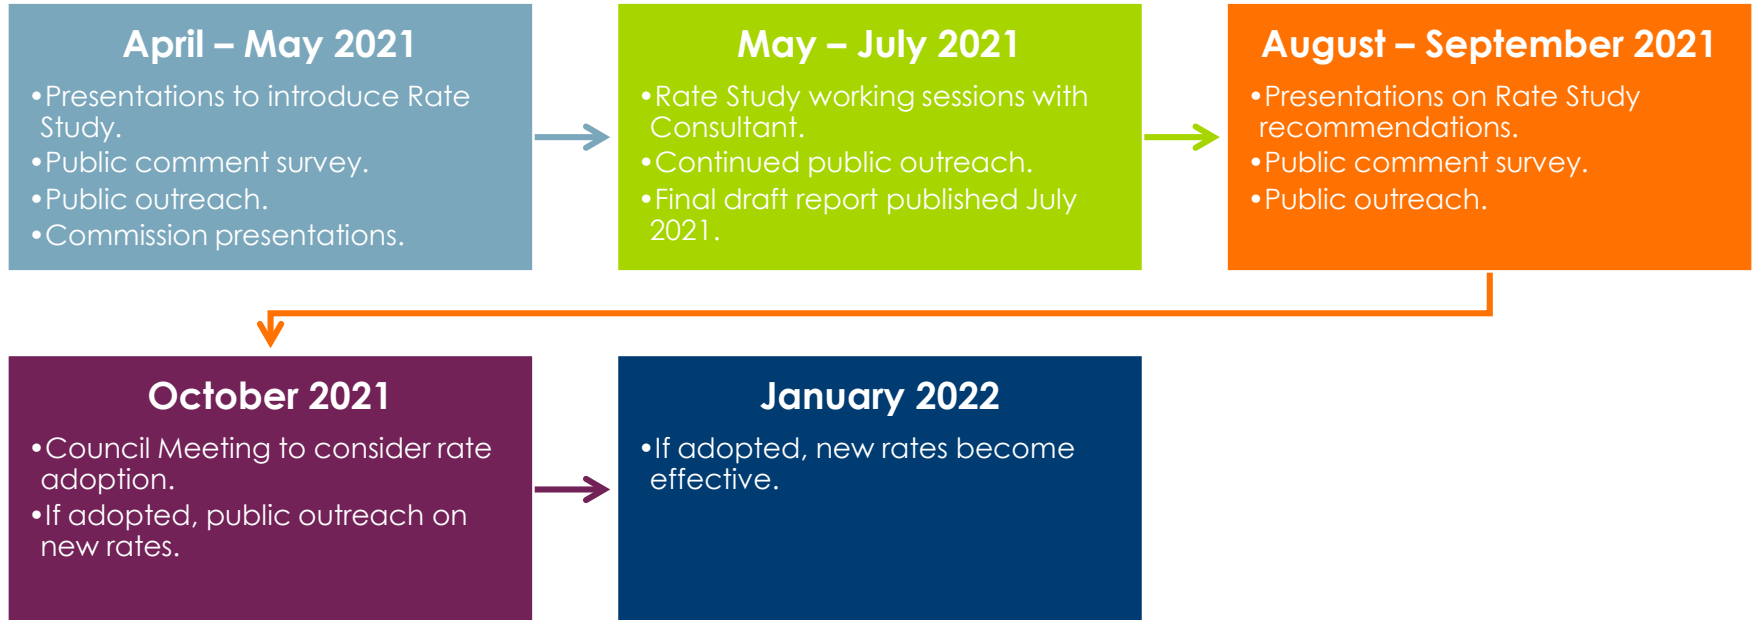 April – May 2021
•Presentations to introduce Rate
Study.
•Public comment survey.
•Public outreach.
•Commission presentations.
May – July 2021
•Rate Study working sessions with
Consultant.
•Continued public outreach.
•Final draft report published July
2021.
August – September 2021
•Presentations on Rate Study
recommendations.
•Public comment survey.
•Public outreach.
October 2021
•Council Meeting to consider rate
adoption.
•If adopted, public outreach on
new rates.
January 2022
•If adopted, new rates become
effective.